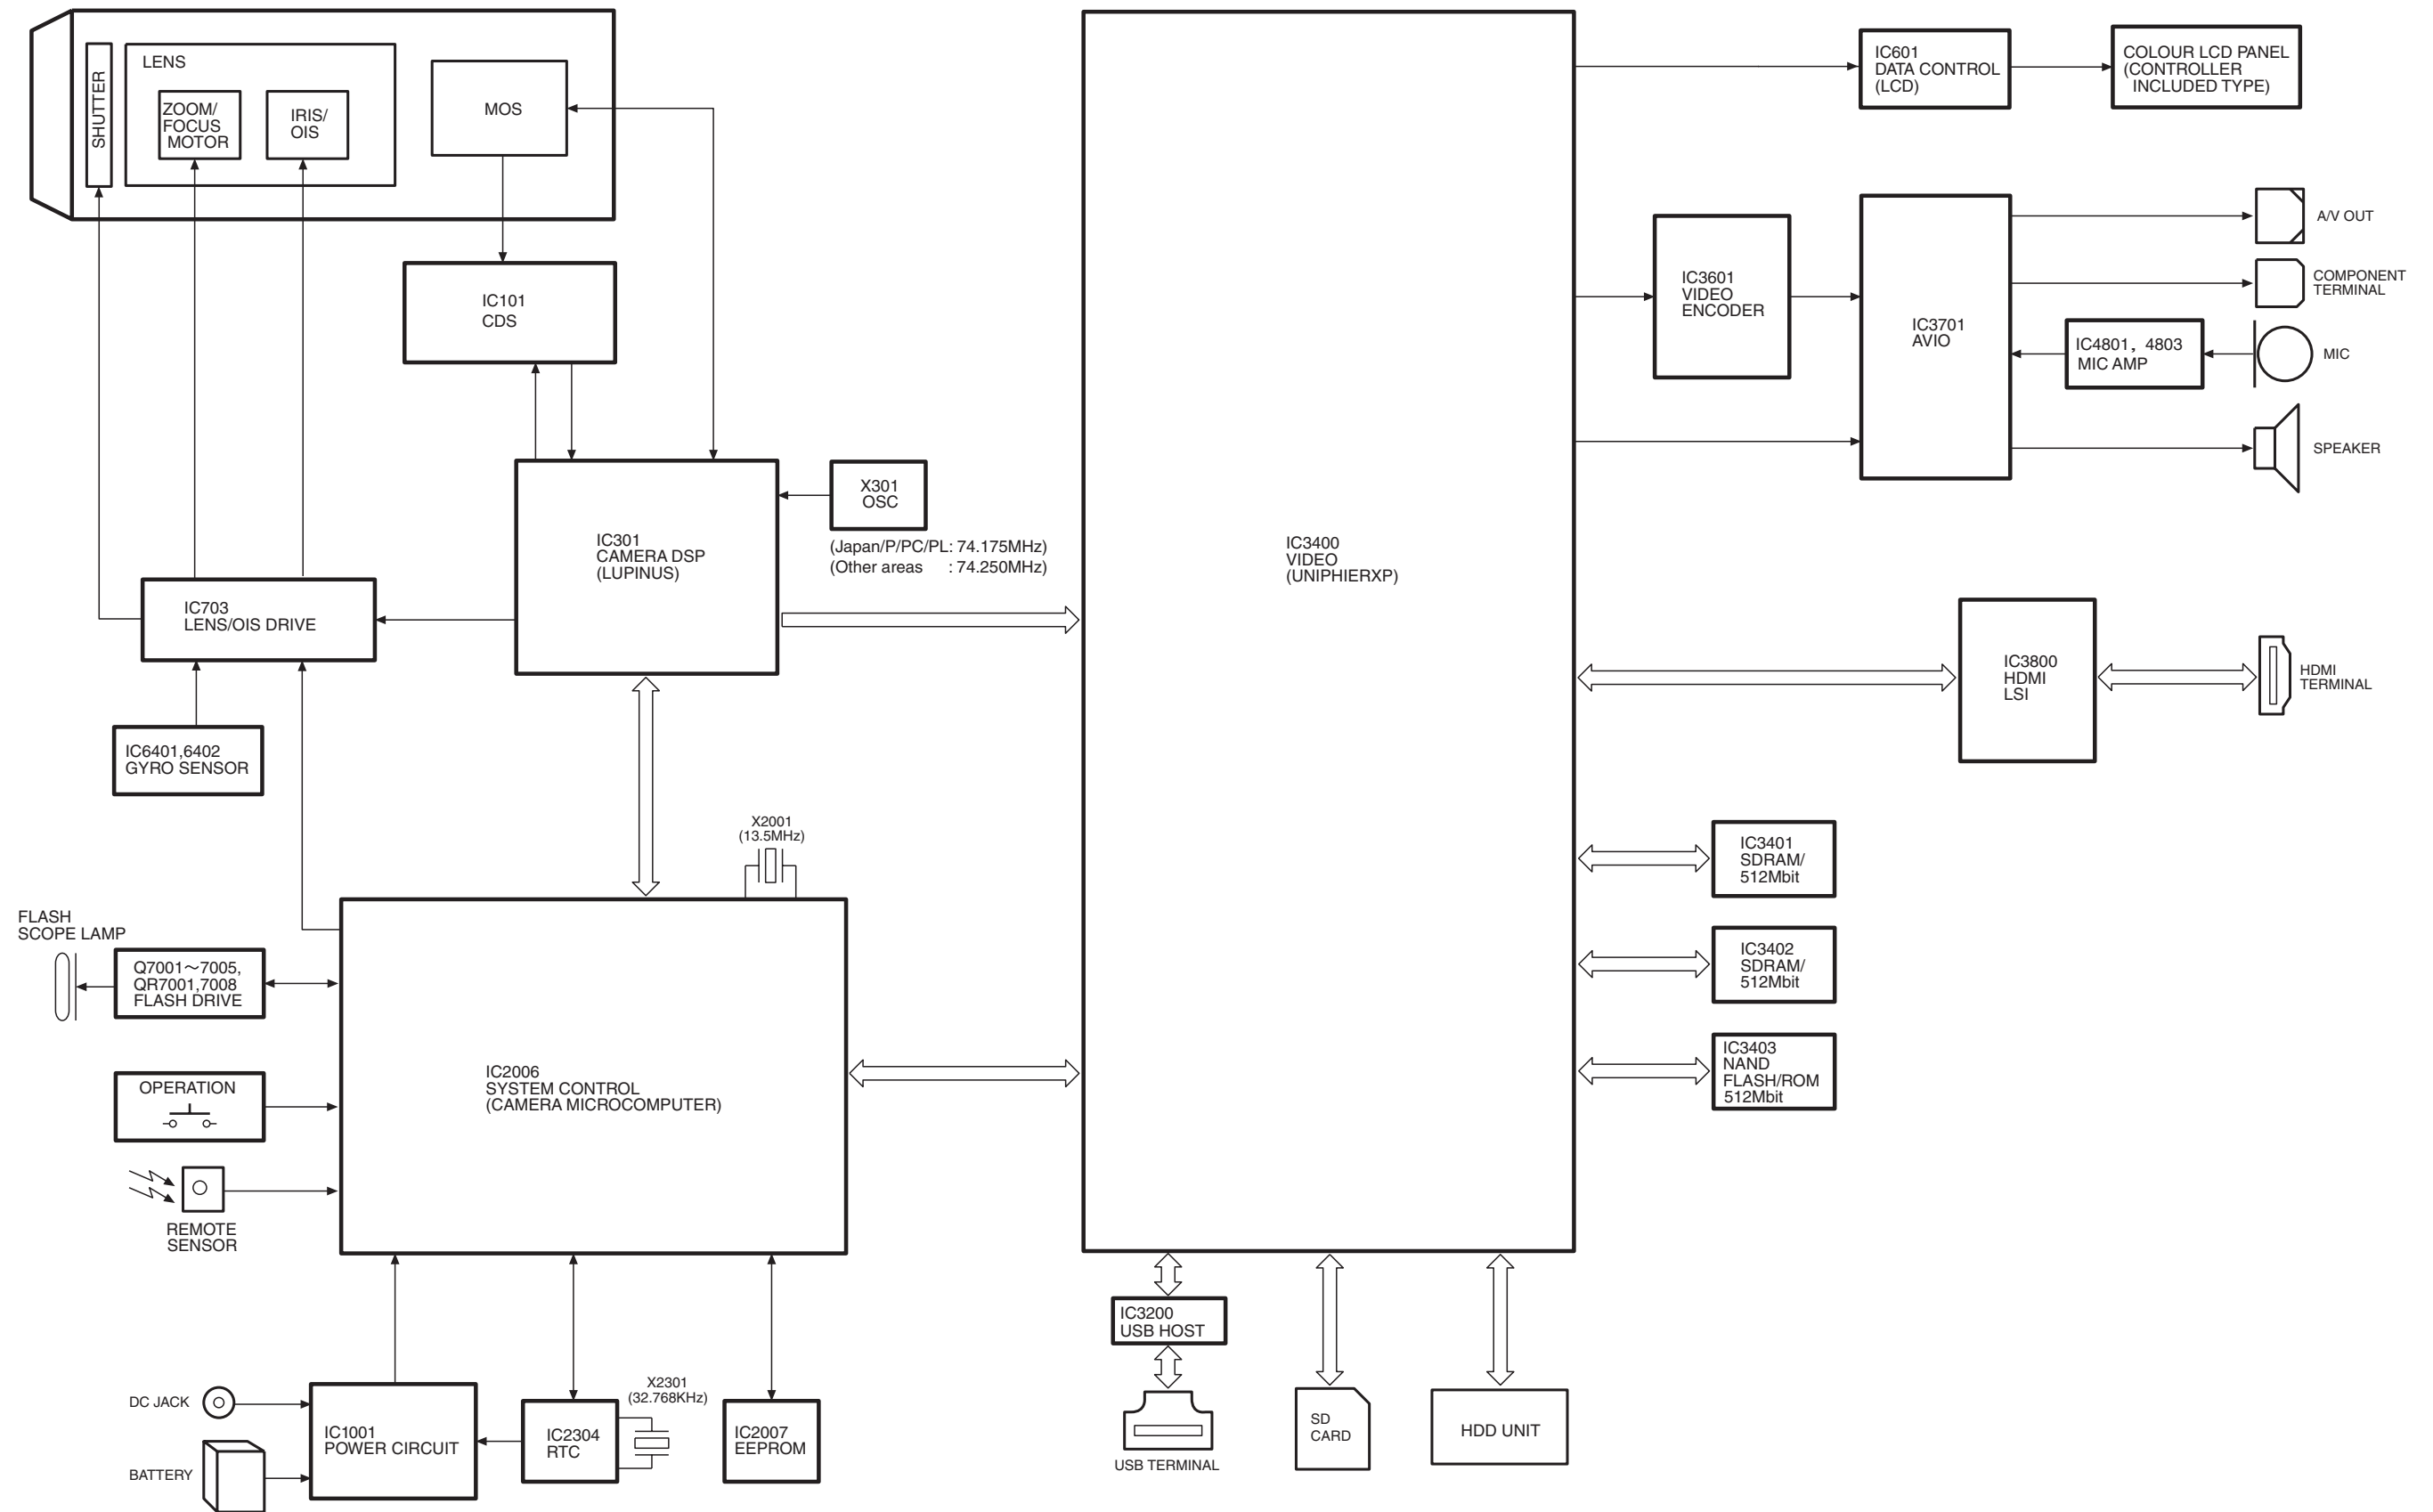 SHUTTER
LENS
ZOOM/
FOCUS
MOTOR
IRIS/
OIS
MOS
IC101
CDS
IC301
CAMERA DSP
(LUPINUS)
X301
OSC
(Japan/P/PC/PL: 74.175MHz)
(Other areas : 74.250MHz)
IC703
LENS/OIS DRIVE
IC6401,6402
GYRO SENSOR
X2001
(13.5MHz)
FLASH
SCOPE LAMP
Q7001～7005,
QR7001,7008
FLASH DRIVE
OPERATION
REMOTE
SENSOR
IC2006
SYSTEM CONTROL
(CAMERA MICROCOMPUTER)
DC JACK
BATTERY
IC1001
POWER CIRCUIT
IC2304
RTC
X2301
(32.768KHz)
IC2007
EEPROM
IC3400
VIDEO
(UNIPHIERXP)
IC601
DATA CONTROL
(LCD)
COLOUR LCD PANEL
(CONTROLLER
INCLUDED TYPE)
IC3601
VIDEO
ENCODER
IC3701
AVIO
A/V OUT
COMPONENT
TERMINAL
IC4801, 4803
MIC AMP
MIC
SPEAKER
IC3800
HDMI
LSI
HDMI
TERMINAL
IC3401
SDRAM/
512Mbit
IC3402
SDRAM/
512Mbit
IC3403
NAND
FLASH/ROM
512Mbit
IC3200
USB HOST
USB TERMINAL
SD
CARD
HDD UNIT